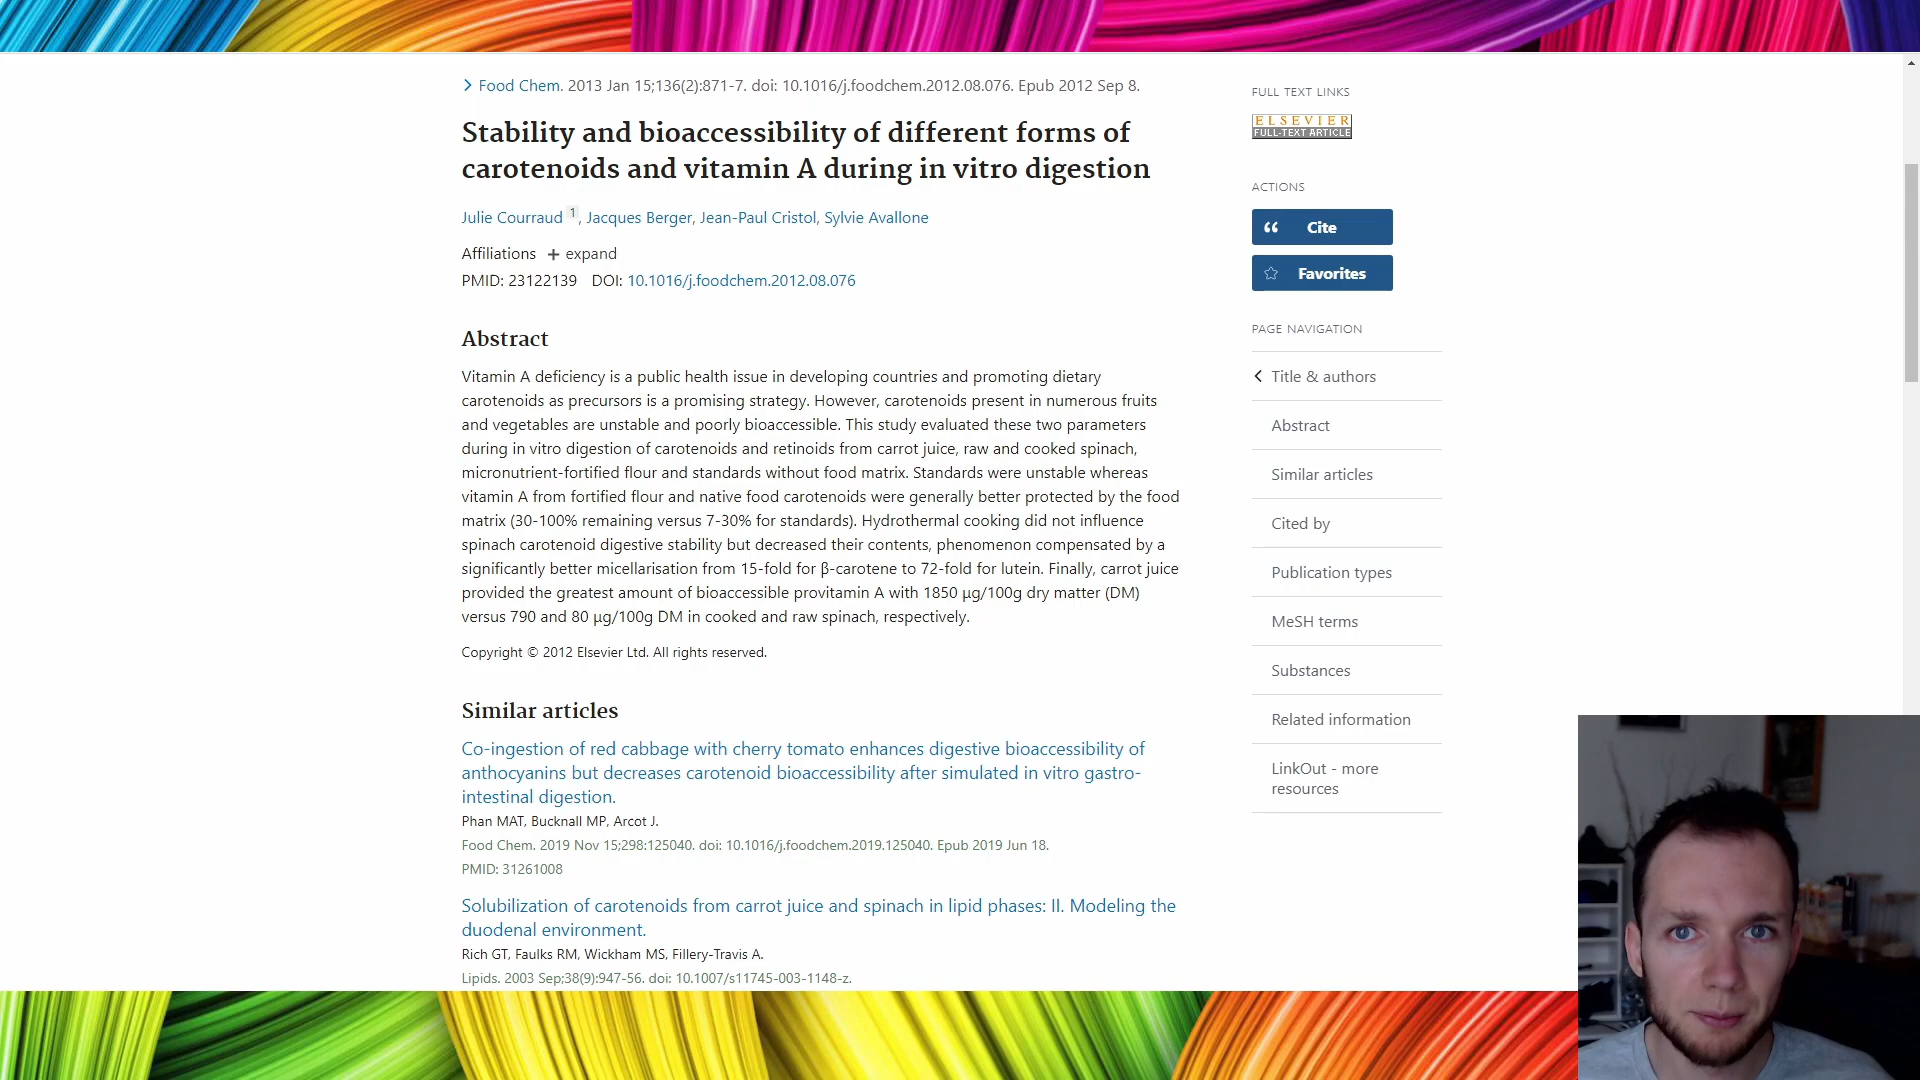 Food Chem. 2013 Jan 15;136(2):871-7. doi: 10.1016/j.foodchem.2012.08.076. Epub 2012 Sep 8.
Stability and bioaccessibility of different forms of
carotenoids and vitamin A during in vitro digestion
Julie Courraud 1, Jacques Berger, Jean-Paul Cristol, Sylvie Avallone
Affiliations + expand
PMID: 23122139 DOI: 10.1016/j.foodchem.2012.08.076
Abstract
Vitamin A deficiency is a public health issue in developing countries and promoting dietary
carotenoids as precursors is a promising strategy. However, carotenoids present in numerous fruits
and vegetables are unstable and poorly bioaccessible. This study evaluated these two parameters
during in vitro digestion of carotenoids and retinoids from carrot juice, raw and cooked spinach,
micronutrient-fortified flour and standards without food matrix. Standards were unstable whereas
vitamin A from fortified flour and native food carotenoids were generally better protected by the food
matrix (30-100% remaining versus 7-30% for standards). Hydrothermal cooking did not influence
spinach carotenoid digestive stability but decreased their contents, phenomenon compensated by a
significantly better micellarisation from 15-fold for β-carotene to 72-fold for lutein. Finally, carrot juice
provided the greatest amount of bioaccessible provitamin A with 1850 μg/100g dry matter (DM)
versus 790 and 80 μg/100g DM in cooked and raw spinach, respectively.
Copyright © 2012 Elsevier Ltd. All rights reserved.
Similar articles
Co-ingestion of red cabbage with cherry tomato enhances digestive bioaccessibility of
anthocyanins but decreases carotenoid bioaccessibility after simulated in vitro gastro-
intestinal digestion.
Phan MAT, Bucknall MP, Arcot J.
Food Chem. 2019 Nov 15;298:125040. doi: 10.1016/j.foodchem.2019.125040. Epub 2019 Jun 18.
PMID: 31261008
Solubilization of carotenoids from carrot juice and spinach in lipid phases: II. Modeling the
duodenal environment.
Rich GT, Faulks RM, Wickham MS, Fillery-Travis A.
Lipids. 2003 Sep;38(9):947-56. doi: 10.1007/s11745-003-1148-z.
FULL TEXT LINKS
ELSEVIER
FULL-TEXT ARTICLE
ACTIONS
Cite
Favorites
PAGE NAVIGATION
Title & authors
Abstract
Similar articles
Cited by
Publication types
MeSH terms
Substances
Related information
LinkOut - more
resources